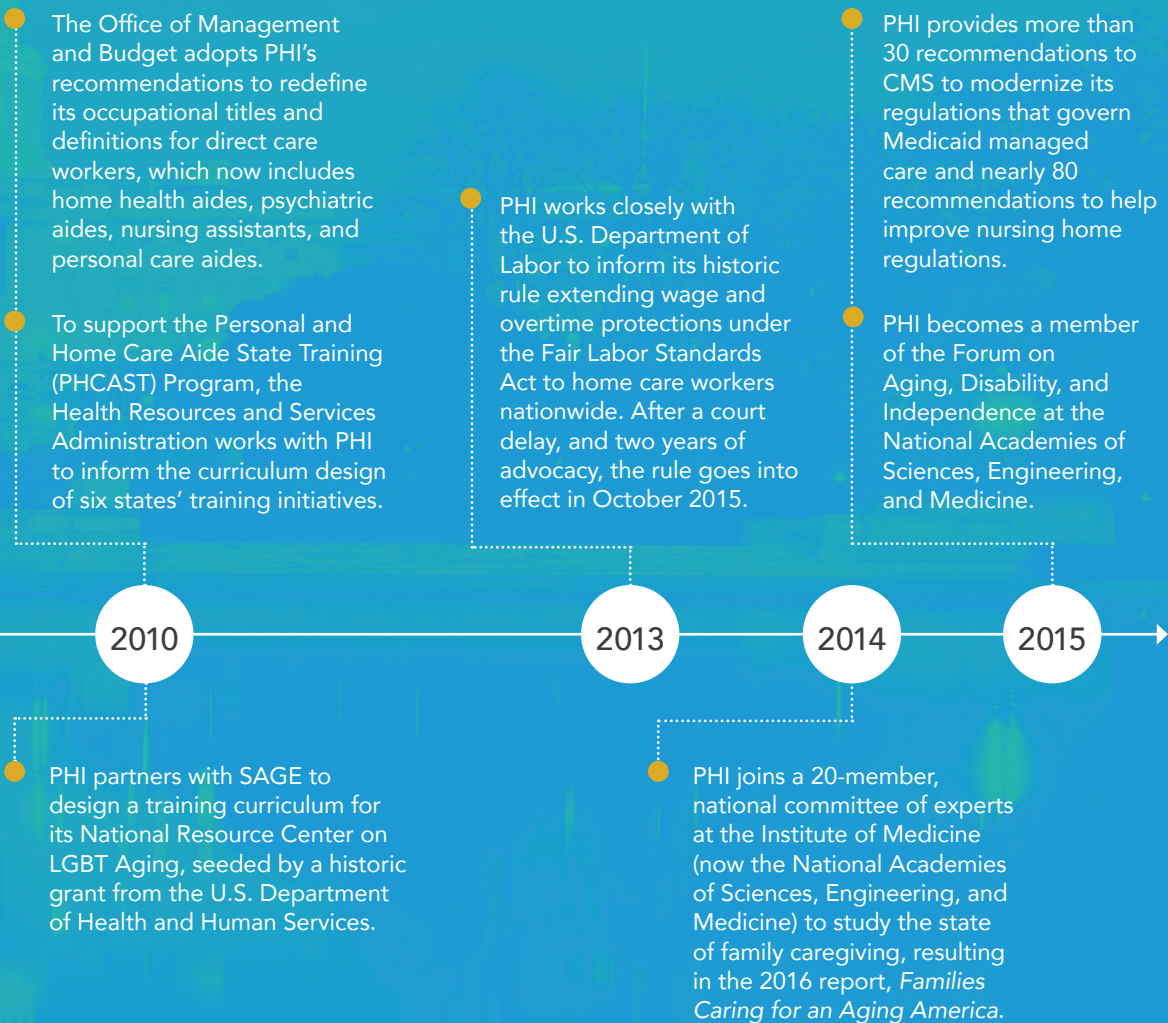 The Office of Management
and Budget adopts PHI's
recommendations to redefine
its occupational titles and
definitions for direct care
workers, which now includes
home health aides, psychiatric
aides, nursing assistants, and
personal care aides.
To support the Personal and
Home Care Aide State Training
(PHCAST) Program, the
Health Resources and Services
Administration works with PHI
to inform the curriculum design
of six states' training initiatives.
PHI works closely with
the U.S. Department of
Labor to inform its historic
rule extending wage and
overtime protections under
the Fair Labor Standards
Act to home care workers
nationwide. After a court
delay, and two years of
advocacy, the rule goes into
effect in October 2015.
PHI provides more than
30 recommendations to
CMS to modernize its
regulations that govern
Medicaid managed
care and nearly 80
recommendations to help
improve nursing home
regulations.
PHI becomes a member
of the Forum on
Aging, Disability, and
Independence at the
National Academies of
Sciences, Engineering,
and Medicine.
2010
2013
2014
2015
PHI partners with SAGE to
design a training curriculum for
its National Resource Center on
LGBT Aging, seeded by a historic
grant from the U.S. Department
of Health and Human Services.
PHI joins a 20-member,
national committee of experts
at the Institute of Medicine
(now the National Academies
of Sciences, Engineering, and
Medicine) to study the state
of family caregiving, resulting
in the 2016 report, Families
Caring for an Aging America.